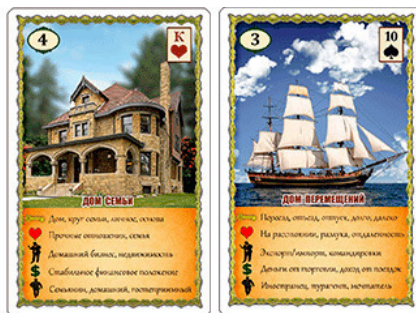 4
K
ДОМ СЕМЬИ
Дом, круг семьи, личное, основа
Прочные отношения, семья
Домашний бизнес, недвижимость
$ Стабильное финансовое положение
Семьянин, домашний, гостеприимный
3
10
ДОМ ПЕРЕМЕЩЕНИЙ
Переезд, отъезд, отпуск, долго, далеко
На расстоянии, разлука, отдаленность
Экспорт/импорт, командировки
$ Деньги от торговли, доход от поездок
Иностранец, турагент, мечтатель